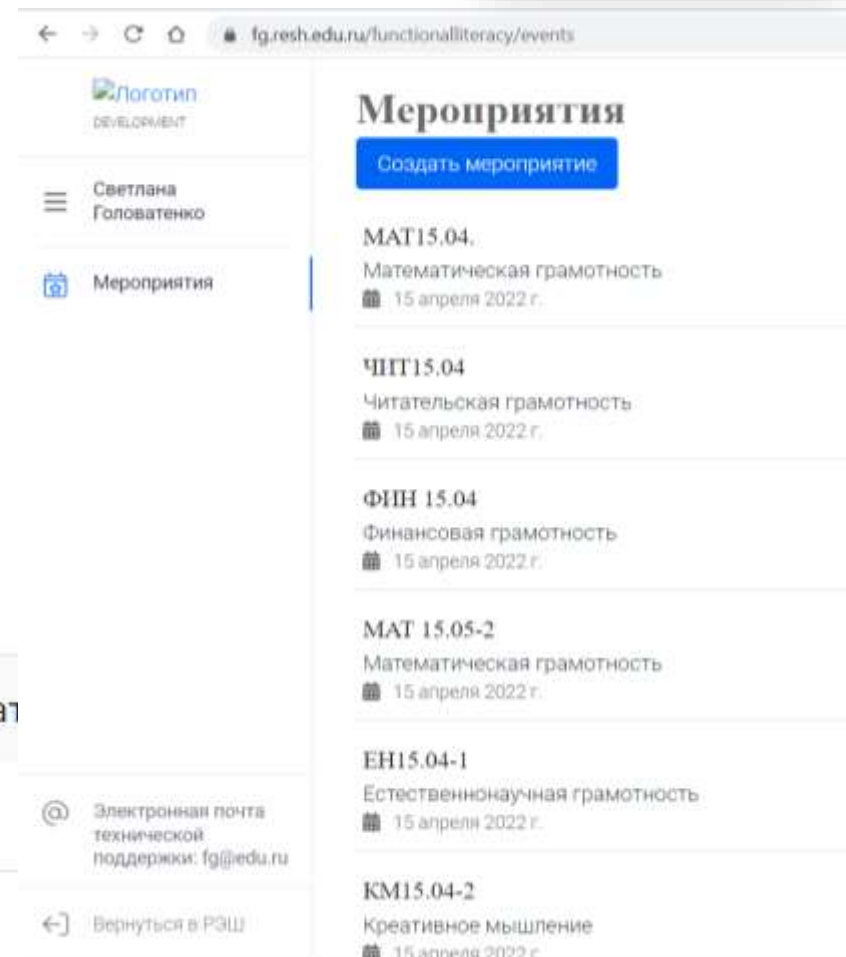 fg.resh.edu.ru/functionalliteracy/events
Логотип
DEVELOPMENT
Светлана
Головатенко
Мероприятия
Электронная почта
технической
поддержки: fg@edu.ru
Вернуться в РЭШ
Мероприятия
Создать мероприятие
МАТ15.04.
Математическая грамотность
15 апреля 2022 г.
ЧИТ15.04
Читательская грамотность
15 апреля 2022 г.
ФИН 15.04
Финансовая грамотность
15 апреля 2022 г.
МАТ 15.05-2
Математическая грамотность
15 апреля 2022 г.
ЕН15.04-1
Естественнонаучная грамотность
15 апреля 2022 г.
КМ15.04-2
Креативное мышление
15 апреля 2022 г.